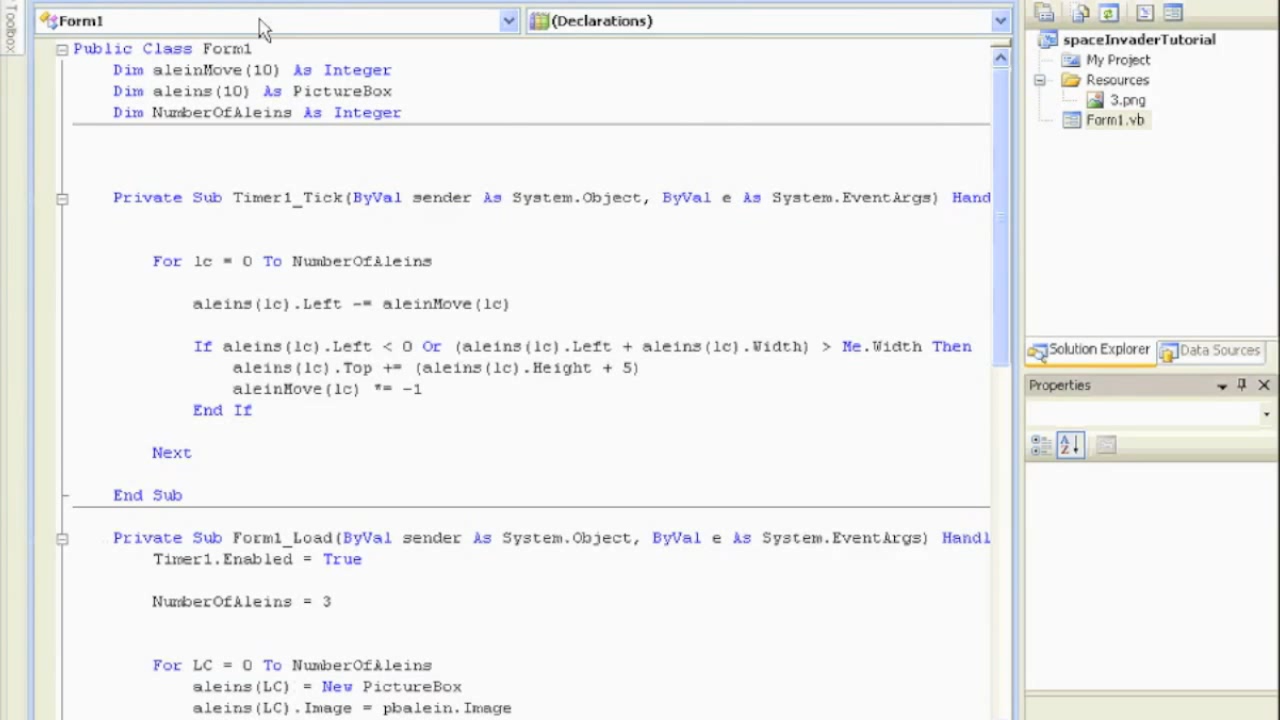 Toolbox
Form1
(Declarations)
Public Class Form1
Dim aleinMove(10) As Integer
Dim aleins(10) As PictureBox
Dim NumberOfAleins As Integer
Private Sub Timer1_Tick(ByVal sender As System.Object, ByVal e As System.EventArgs) Hand
For lc = 0 To NumberOfAleins
aleins(lc).Left -= aleinMove(lc)
If aleins(lc).Left < 0 Or (aleins(lc).Left + aleins(lc).Width) > Me.Width Then
aleins(lc).Top += (aleins(lc).Height + 5)
aleinMove(lc) *= -1
End If
Next
End Sub
Private Sub Form1_Load(ByVal sender As System.Object, ByVal e As System.EventArgs) Handl
Timer1.Enabled = True
NumberOfAleins = 3
For LC = 0 To NumberOfAleins
aleins(LC) = New PictureBox
aleins(LC).Image = pbalein.Image
spaceInvaderTutorial
My Project
Resources
3.png
Form1.vb
Solution Explorer
Data Sources
Properties